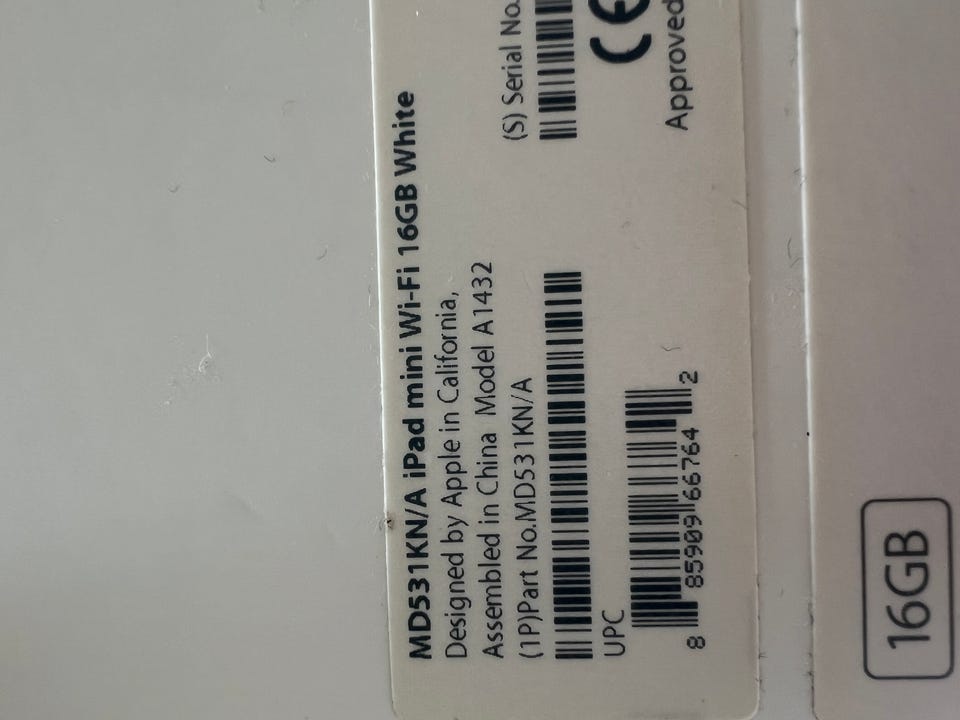 MD531KN/A iPad mini Wi-Fi 16GB White
Designed by Apple in California,
Assembled in China Model A1432
(1P)Part No.MD531KN/A
UPC
8 85909 66764 2
(S) Serial No.
CE
Approved
16GB